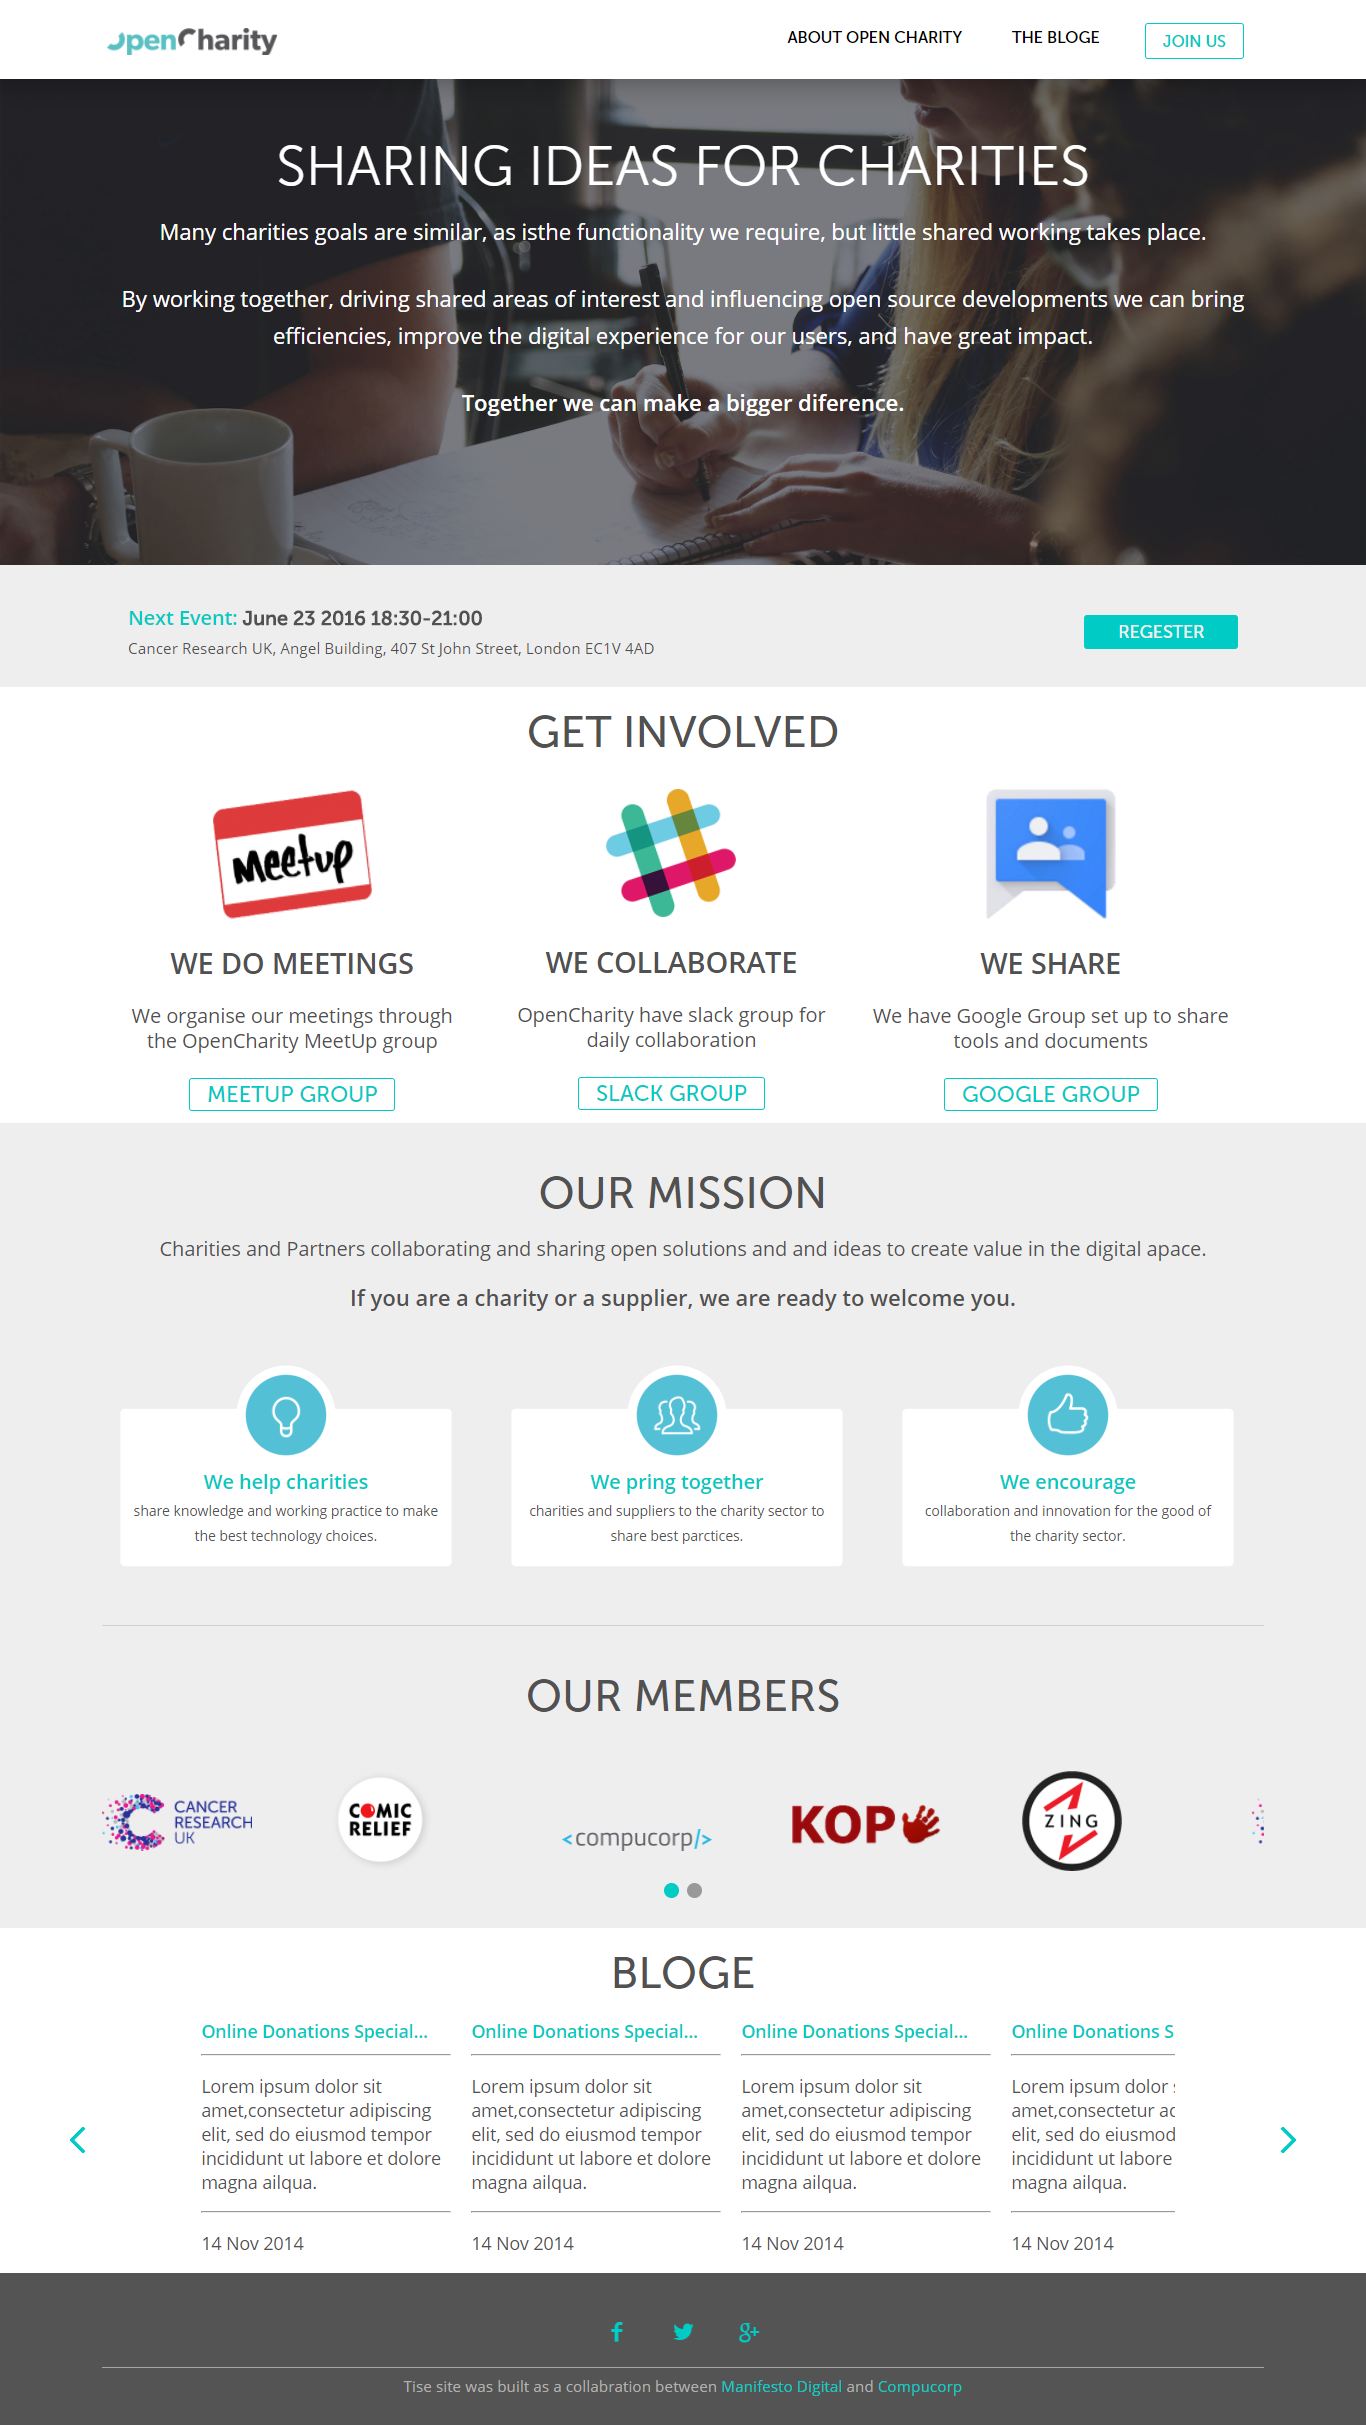 OpenCharity
ABOUT OPEN CHARITY
THE BLOGE
JOIN US
SHARING IDEAS FOR CHARITIES
Many charities goals are similar, as isthe functionality we require, but little shared working takes place.
By working together, driving shared areas of interest and influencing open source developments we can bring
efficiencies, improve the digital experience for our users, and have great impact.
Together we can make a bigger diference.
Next Event: June 23 2016 18:30-21:00
Cancer Research UK, Angel Building, 407 St John Street, London EC1V 4AD
REGESTER
GET INVOLVED
Meetup
WE DO MEETINGS
We organise our meetings through
the OpenCharity MeetUp group
MEETUP GROUP
WE COLLABORATE
OpenCharity have slack group for
daily collaboration
SLACK GROUP
WE SHARE
We have Google Group set up to share
tools and documents
GOOGLE GROUP
OUR MISSION
Charities and Partners collaborating and sharing open solutions and and ideas to create value in the digital apace.
If you are a charity or a supplier, we are ready to welcome you.
We help charities
share knowledge and working practice to make
the best technology choices.
We pring together
charities and suppliers to the charity sector to
share best parctices.
We encourage
collaboration and innovation for the good of
the charity sector.
OUR MEMBERS
CANCER
RESEARCH
UK
COMIC
RELIEF
<compucorp/>
KOP
ZING
BLOGE
Online Donations Special...
Lorem ipsum dolor sit
amet,consectetur adipiscing
elit, sed do eiusmod tempor
incididunt ut labore et dolore
magna ailqua.
14 Nov 2014
Online Donations Special...
Lorem ipsum dolor sit
amet,consectetur adipiscing
elit, sed do eiusmod tempor
incididunt ut labore et dolore
magna ailqua.
14 Nov 2014
Online Donations Special...
Lorem ipsum dolor sit
amet,consectetur adipiscing
elit, sed do eiusmod tempor
incididunt ut labore et dolore
magna ailqua.
14 Nov 2014
Online Donations S
Lorem ipsum dolor
amet,consectetur ac
elit, sed do eiusmod
incididunt ut labore
magna ailqua.
14 Nov 2014
f
g+
Tise site was built as a collabration between Manifesto Digital and Compucorp